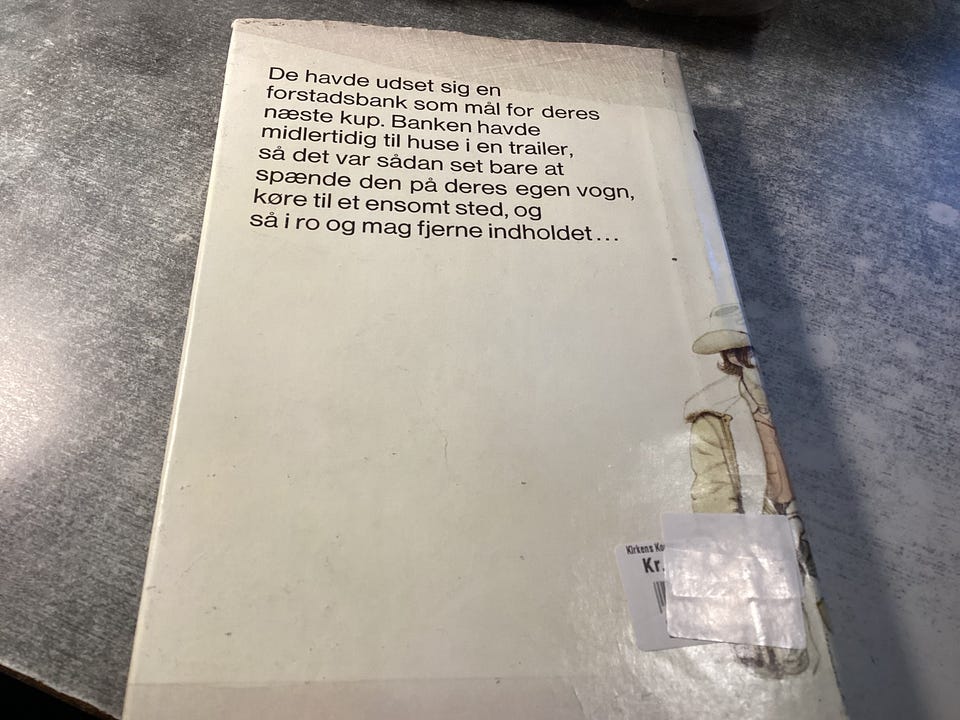 De havde udset sig en
forstadsbank som mål for deres
næste kup. Banken havde
midlertidig til huse i en trailer,
så det var sådan set bare at
spænde den på deres egen vogn,
køre til et ensomt sted, og
så i ro og mag fjerne indholdet...
Kirkens
Kr.